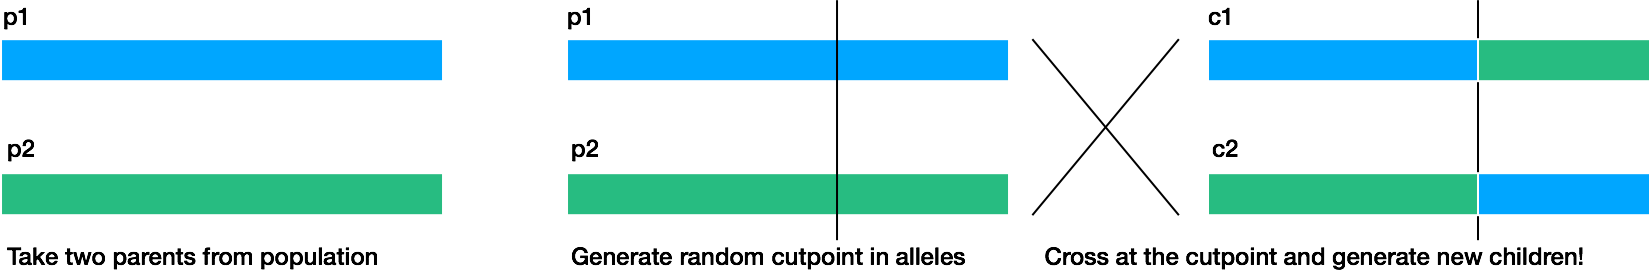 p1
p2
Take two parents from population
p1
p2
Generate random cutpoint in alleles
c1
c2
Cross at the cutpoint and generate new children!